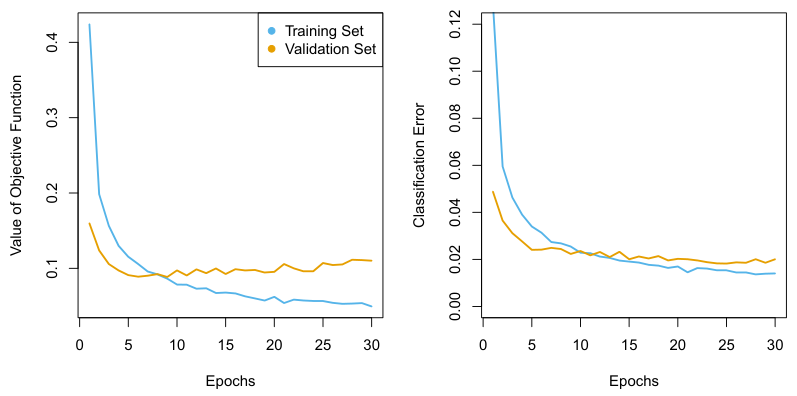 Value of Objective Function
0.4
0.3
0.2
0.1
Training Set
Validation Set
0 5 10 15 20 25 30
Epochs
Classification Error
0.12
0.10
0.08
0.06
0.04
0.02
0.00
0 5 10 15 20 25 30
Epochs